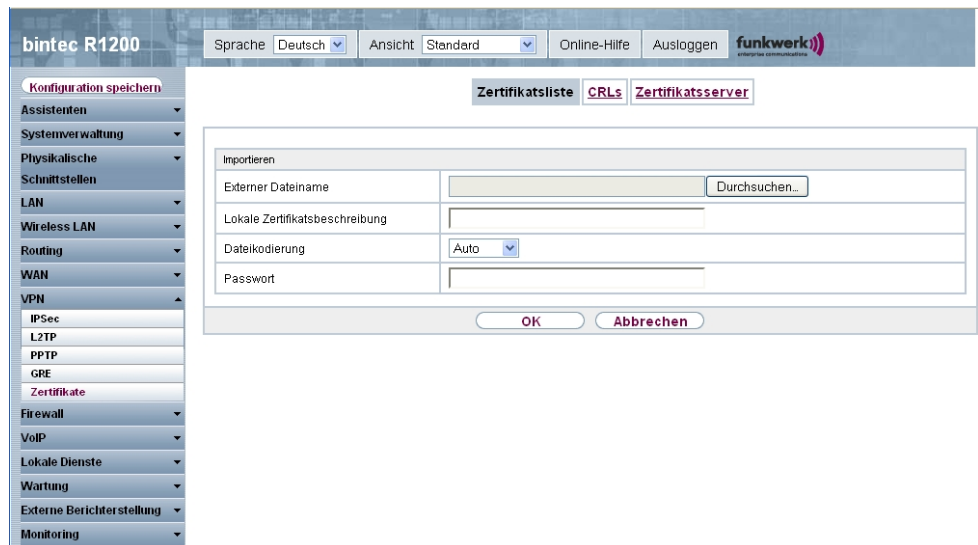 bintec R1200
Sprache Deutsch Ansicht Standard Online-Hilfe Ausloggen funkwerk
enterprise communications
Konfiguration speichern
Assistenten
Systemverwaltung
Physikalische
Schnittstellen
LAN
Wireless LAN
Routing
WAN
VPN
IPSec
L2TP
PPTP
GRE
Zertifikate
Firewall
VoIP
Lokale Dienste
Wartung
Externe Berichterstellung
Monitoring
Zertifikatsliste CRLs Zertifikatsserver
Importieren
Externer Dateiname Durchsuchen...
Lokale Zertifikatsbeschreibung
Dateikodierung Auto
Passwort
OK Abbrechen